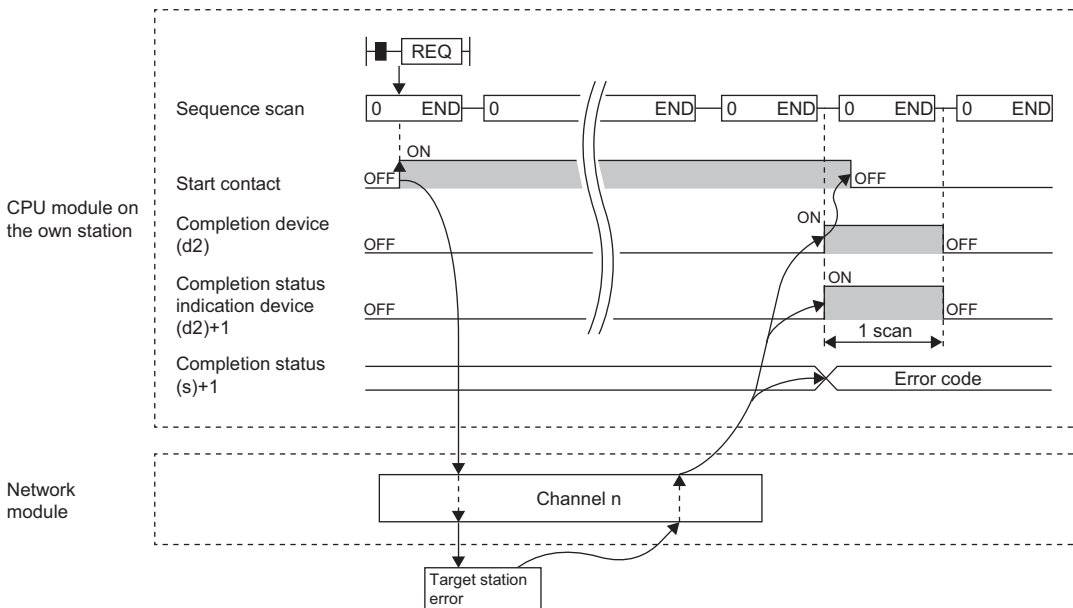 REQ
Sequence scan
0 END 0 END 0 END 0 END 0 END
ON
Start contact
OFF OFF
CPU module on
the own station
Completion device
(d2)
ON
OFF OFF
Completion status
indication device
(d2)+1
ON
OFF OFF
1 scan
Completion status
(s)+1
Error code
Network
module
Channel n
Target station
error